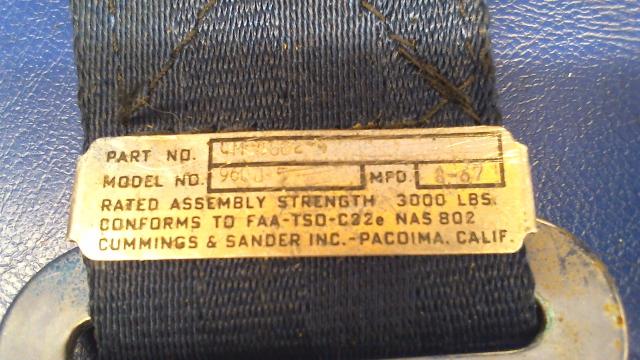 PART NO.
MODEL NO. MFD. 8-67
RATED ASSEMBLY STRENGTH 3000 LBS.
CONFORMS TO FAA-TSO-C22e NAS 802
CUMMINGS & SANDER INC.-PACOIMA, CALIF.